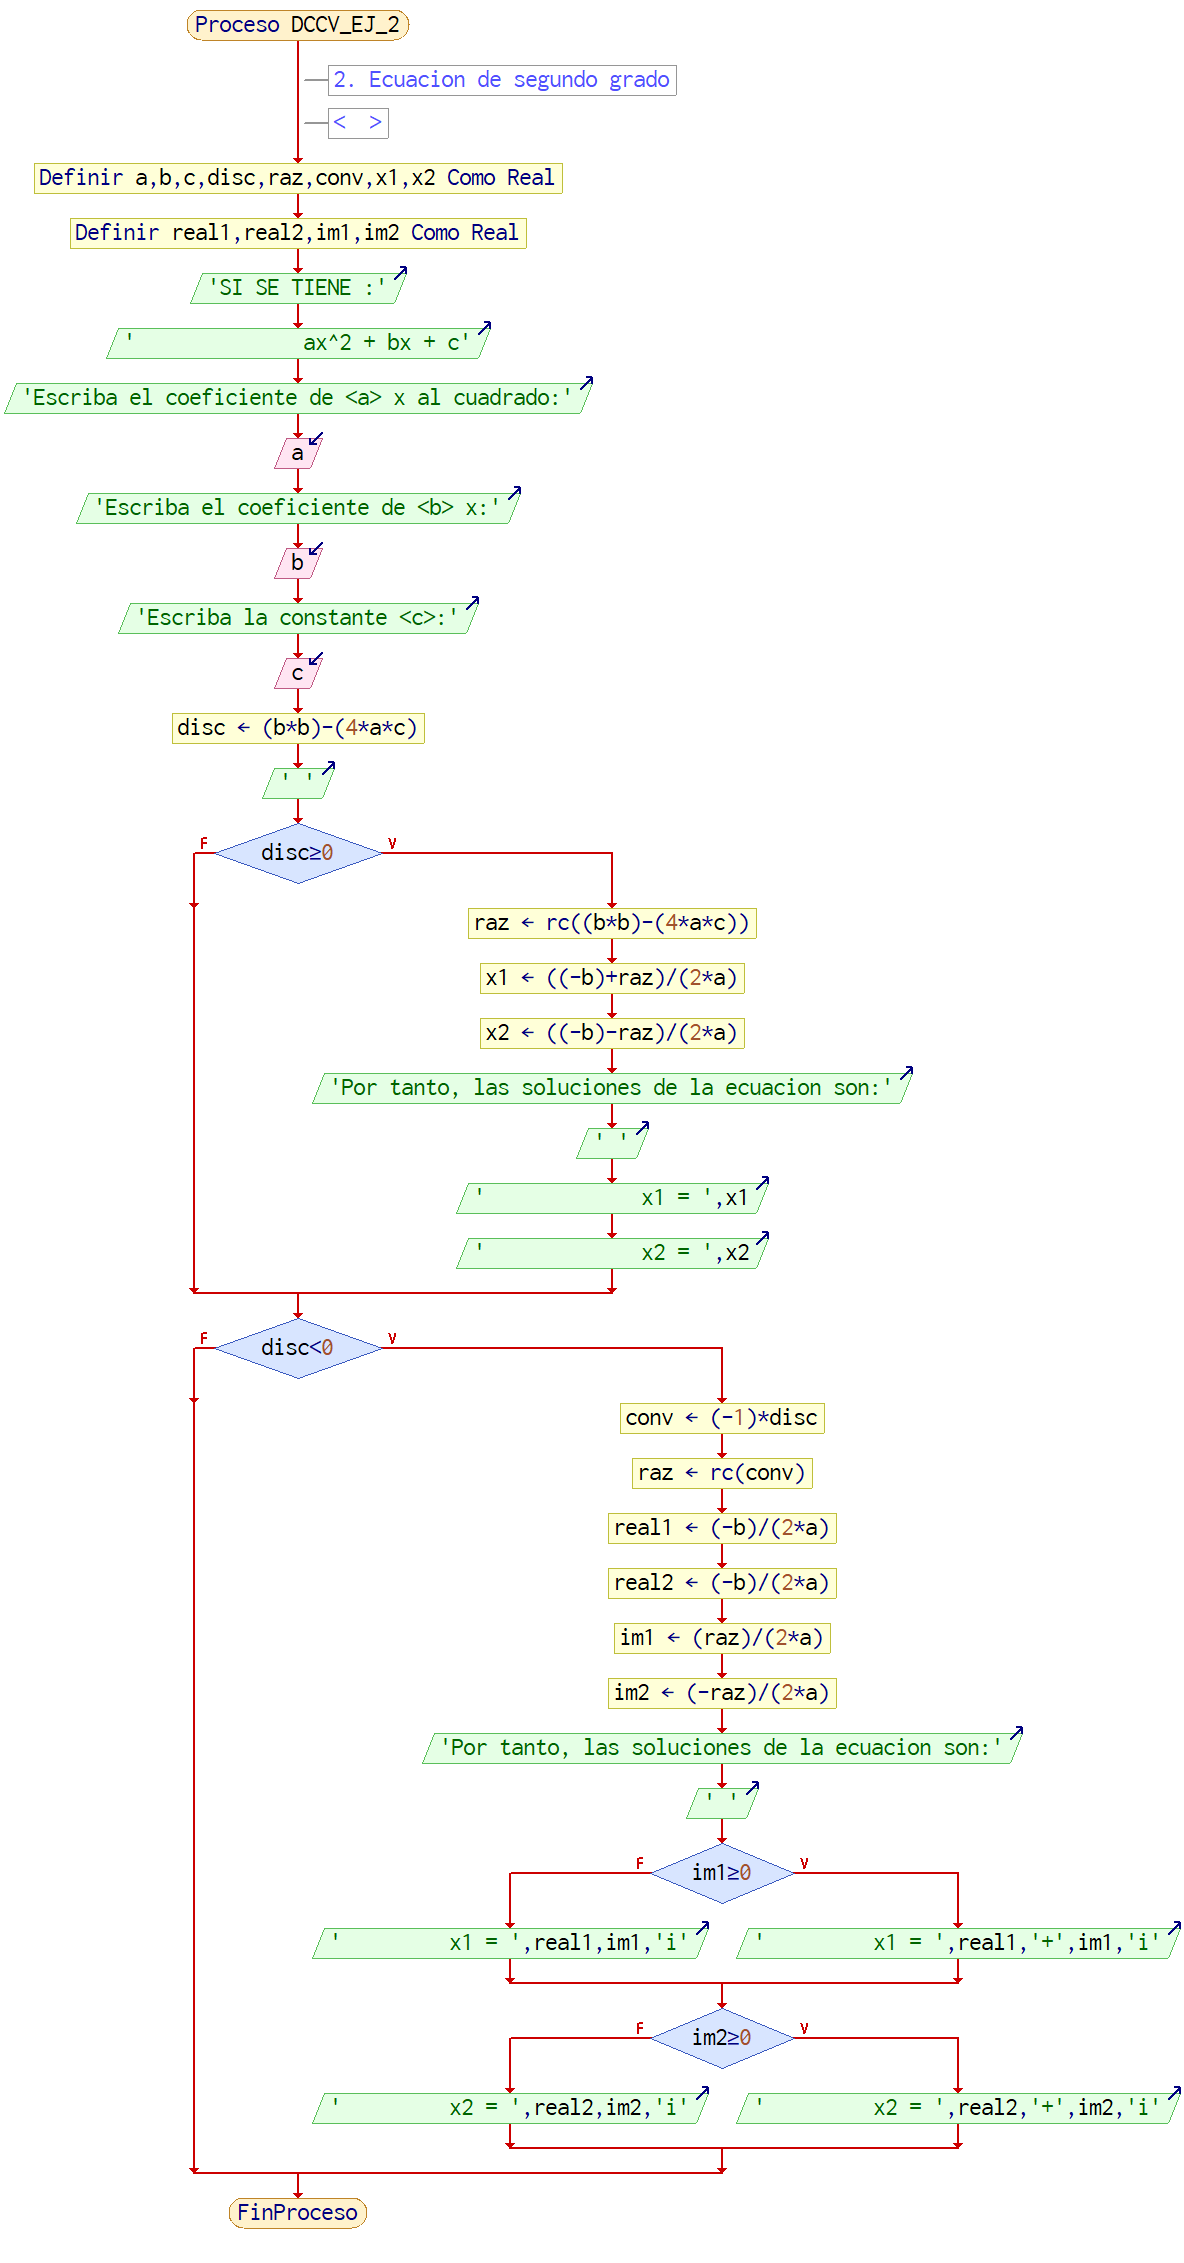 Proceso DCCV_EJ_2
2. Ecuacion de segundo grado
<  >
Definir a,b,c,disc,raz,conv,x1,x2 Como Real
Definir real1,real2,im1,im2 Como Real
'SI SE TIENE :'
'              ax^2 + bx + c'
'Escriba el coeficiente de <a> x al cuadrado:'
a
'Escriba el coeficiente de <b> x:'
b
'Escriba la constante <c>:'
c
disc ← (b*b)-(4*a*c)
' '
F disc≥0 V
raz ← rc((b*b)-(4*a*c))
x1 ← ((-b)+raz)/(2*a)
x2 ← ((-b)-raz)/(2*a)
'Por tanto, las soluciones de la ecuacion son:'
' '
'             x1 = ',x1
'             x2 = ',x2
F disc<0 V
conv ← (-1)*disc
raz ← rc(conv)
real1 ← (-b)/(2*a)
real2 ← (-b)/(2*a)
im1 ← (raz)/(2*a)
im2 ← (-raz)/(2*a)
'Por tanto, las soluciones de la ecuacion son:'
' '
F im1≥0 V
'         x1 = ',real1,im1,'i'
'         x1 = ',real1,'+',im1,'i'
F im2≥0 V
'         x2 = ',real2,im2,'i'
'         x2 = ',real2,'+',im2,'i'
FinProceso